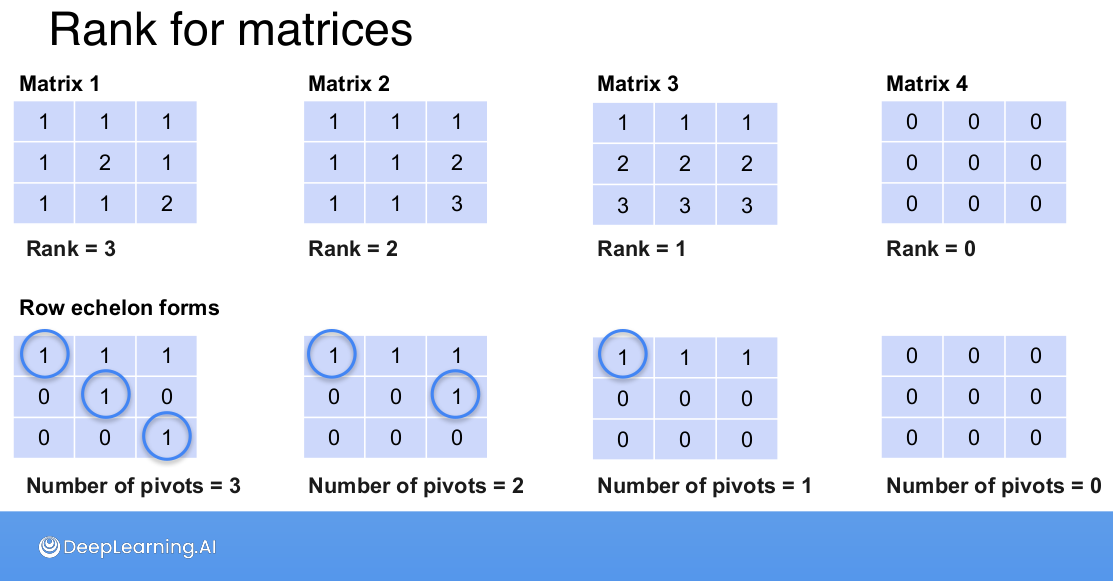 Rank for matrices
Matrix 1 Matrix 2 Matrix 3 Matrix 4
1 1 1 1 1 1 1 1 1 0 0 0
1 2 1 1 1 2 2 2 2 0 0 0
1 1 2 1 1 3 3 3 3 0 0 0
Rank = 3 Rank = 2 Rank = 1 Rank = 0
Row echelon forms
1 1 1 1 1 1 1 1 1 0 0 0
0 1 0 0 0 1 0 0 0 0 0 0
0 0 1 0 0 0 0 0 0 0 0 0
Number of pivots = 3 Number of pivots = 2 Number of pivots = 1 Number of pivots = 0
DeepLearning.AI